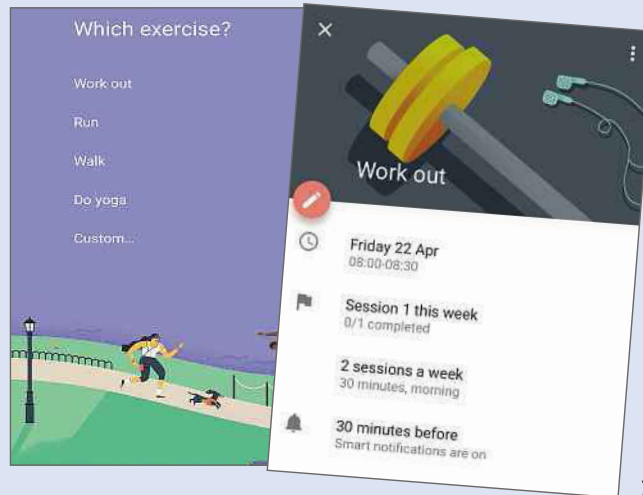 Which exercise?
Work out
Run
Walk
Do yoga
Custom...
Work out
Friday 22 Apr
08:00-08:30
Session 1 this week
0/1 completed
2 sessions a week
30 minutes, morning
30 minutes before
Smart notifications are on